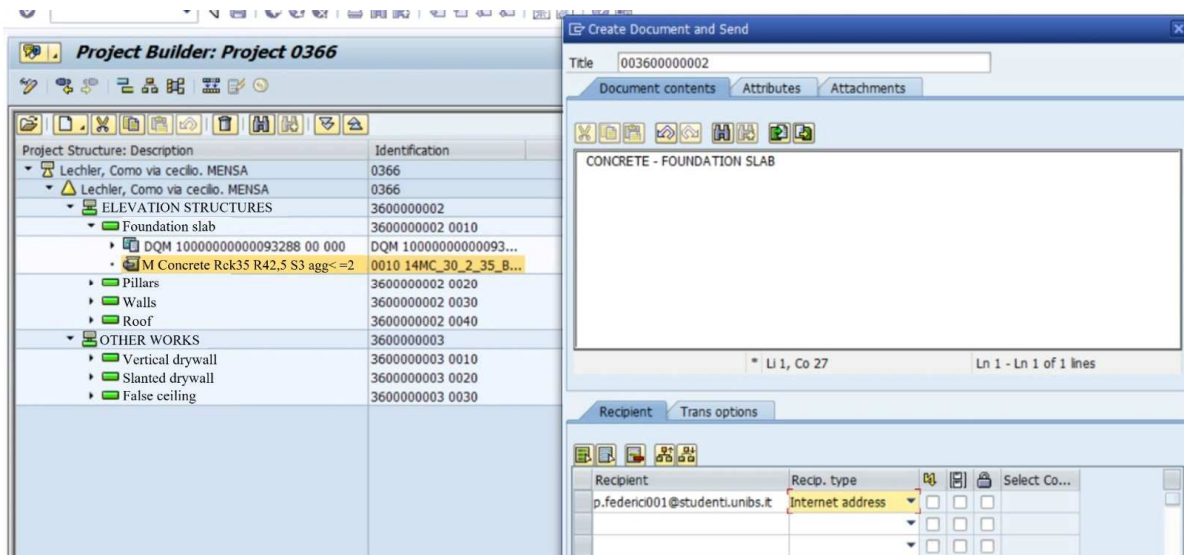 Project Builder: Project 0366
Project Structure: Description Identification
Lechler, Como via cecilio. MENSA 0366
Lechler, Como via cecilio. MENSA 0366
ELEVATION STRUCTURES 3600000002
Foundation slab 3600000002 0010
DQM 10000000000093288 00 000 DQM 10000000000093...
M Concrete Rck35 R42,5 S3 agg<=2 0010 14MC_30_2_35_B...
Pillars 3600000002 0020
Walls 3600000002 0030
Roof 3600000002 0040
OTHER WORKS 3600000003
Vertical drywall 3600000003 0010
Slanted drywall 3600000003 0020
False ceiling 3600000003 0030
Create Document and Send
Title 003600000002
Document contents Attributes Attachments
CONCRETE - FOUNDATION SLAB
* Li 1, Co 27 Ln 1 - Ln 1 of 1 lines
Recipient Trans options
Recipient Recip. type Select Co...
p.federici001@studenti.unibs.it Internet address